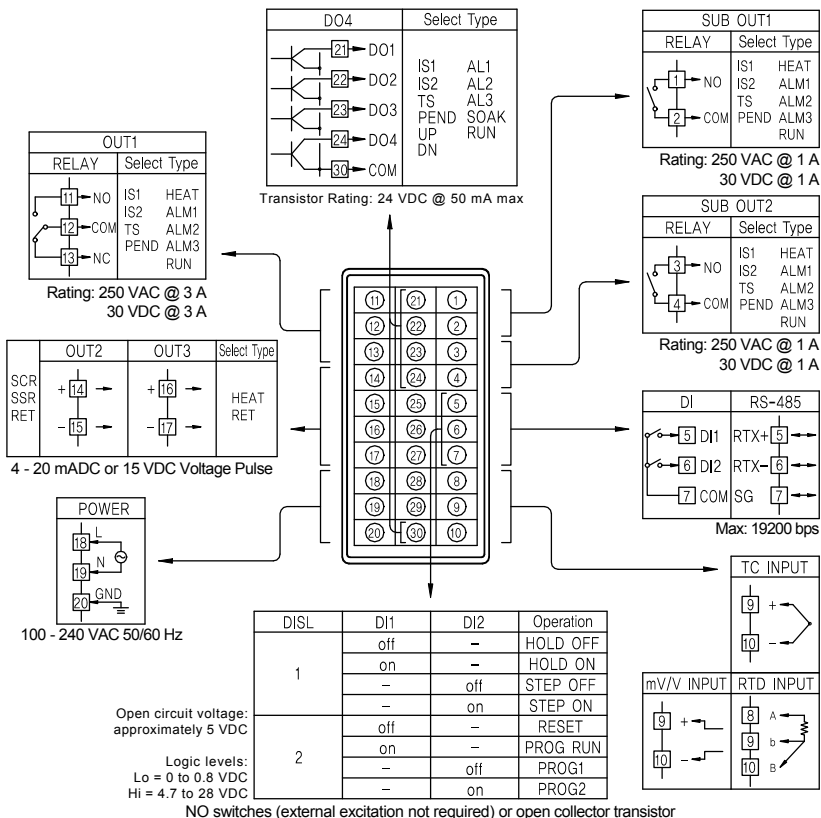 DO4 Select Type
21 DO1
22 DO2
23 DO3
24 DO4
30 COM
IS1 AL1
IS2 AL2
TS AL3
PEND SOAK
UP RUN
DN
Transistor Rating: 24 VDC @ 50 mA max
SUB OUT1
RELAY Select Type
1 NO
2 COM
IS1 HEAT
IS2 ALM1
TS ALM2
PEND ALM3
RUN
Rating: 250 VAC @ 1 A
30 VDC @ 1 A
OUT1
RELAY Select Type
11 NO
12 COM
13 NC
IS1 HEAT
IS2 ALM1
TS ALM2
PEND ALM3
RUN
Rating: 250 VAC @ 3 A
30 VDC @ 3 A
SUB OUT2
RELAY Select Type
3 NO
4 COM
IS1 HEAT
IS2 ALM1
TS ALM2
PEND ALM3
RUN
Rating: 250 VAC @ 1 A
30 VDC @ 1 A
11 21 1
12 22 2
13 23 3
14 24 4
15 25 5
16 26 6
17 27 7
18 28 8
19 29 9
20 30 10
OUT2 OUT3 Select Type
SCR
SSR
RET
+ 14 + 16
- 15 - 17
HEAT
RET
4 - 20 mADC or 15 VDC Voltage Pulse
DI RS-485
5 DI1 RTX+ 5
6 DI2 RTX- 6
7 COM SG 7
Max: 19200 bps
POWER
18 L
19 N
20 GND
100 - 240 VAC 50/60 Hz
TC INPUT
9 +
10 -
mV/V INPUT RTD INPUT
9 +
10 -
8 A
9 b
10 B
DISL DI1 DI2 Operation
1
off – HOLD OFF
on – HOLD ON
– off STEP OFF
– on STEP ON
2
off – RESET
on – PROG RUN
– off PROG1
– on PROG2
Open circuit voltage:
approximately 5 VDC
Logic levels:
Lo = 0 to 0.8 VDC
Hi = 4.7 to 28 VDC
NO switches (external excitation not required) or open collector transistor